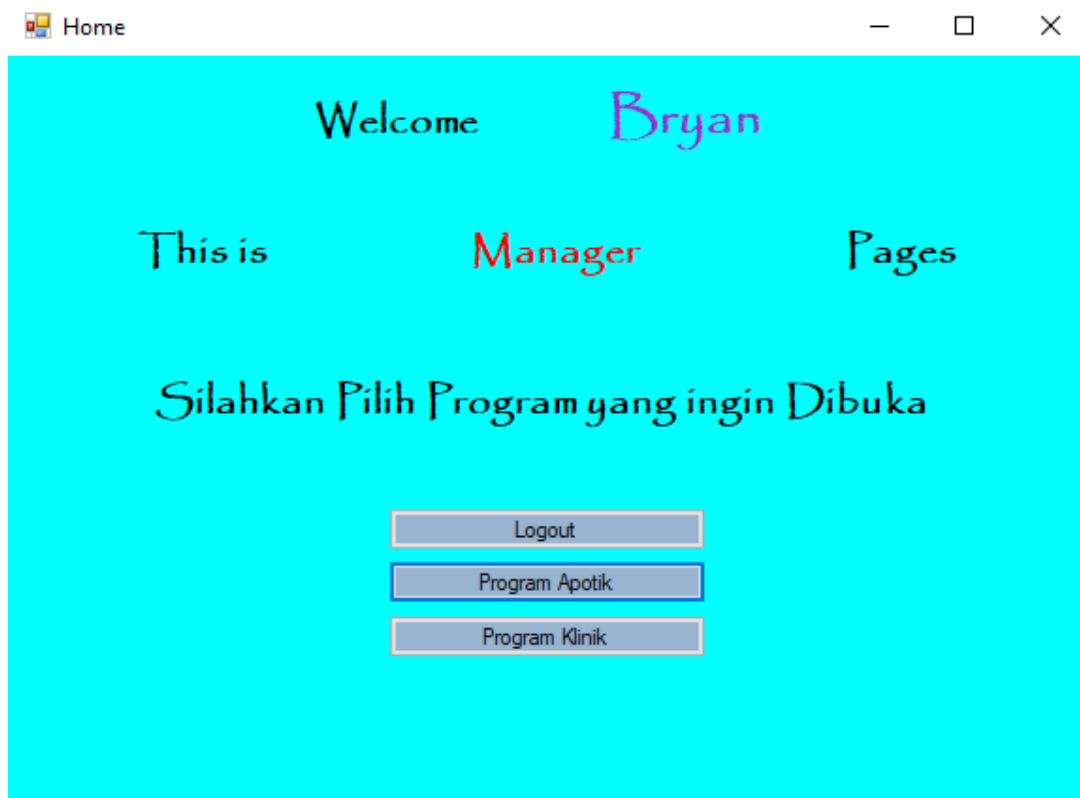 Home
Welcome Bryan
This is Manager Pages
Silahkan Pilih Program yang ingin Dibuka
Logout
Program Apotik
Program Klinik